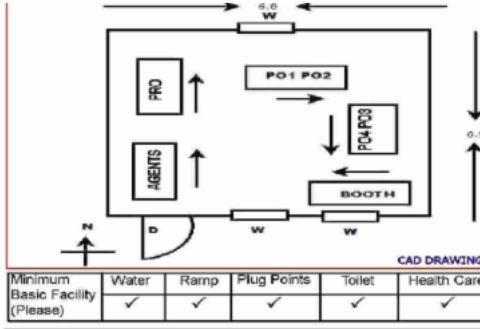 6.0
W
PRO
PO1 PO2
PO4 PO3
AGENTS
BOOTH
N
D
W
W
CAD DRAWING
Minimum Basic Facility (Please)
Water
Ramp
Plug Points
Toilet
Health Care
✓ ✓ ✓ ✓ ✓